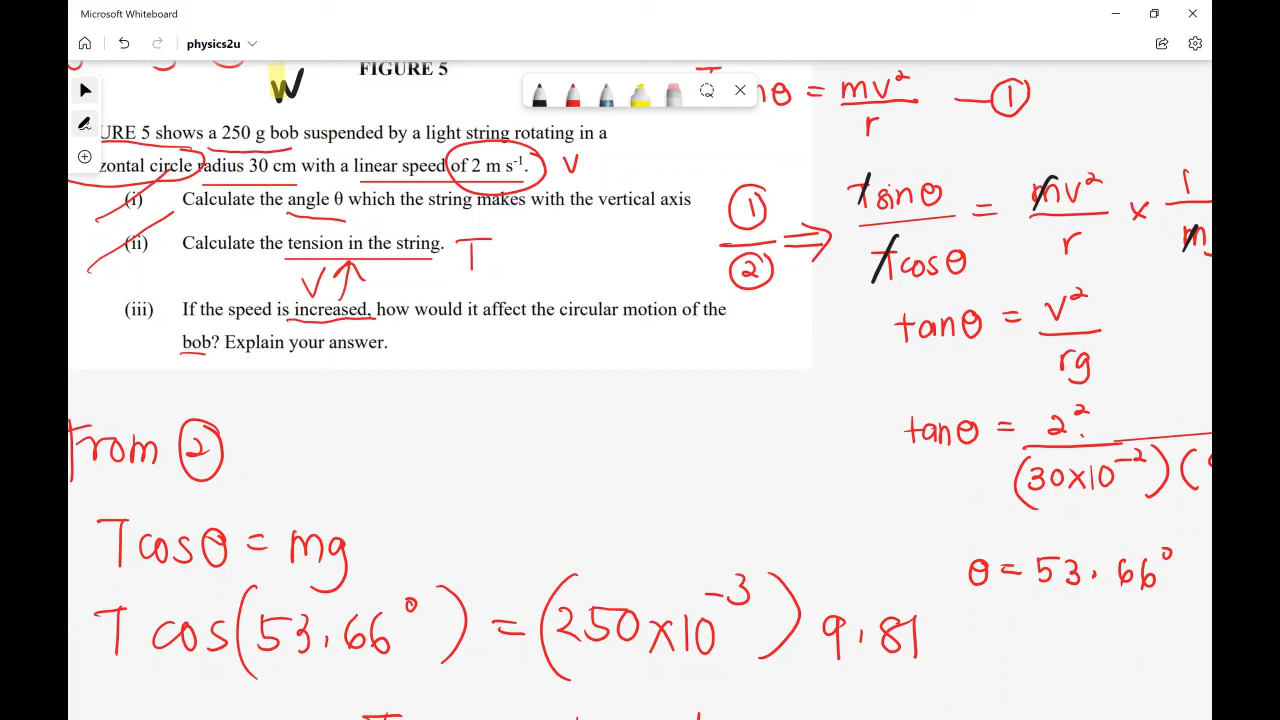 Microsoft Whiteboard
physics2u
W
FIGURE 5
URE 5 shows a 250 g bob suspended by a light string rotating in a
zontal circle radius 30 cm with a linear speed of 2 m s⁻¹. V
(i) Calculate the angle θ which the string makes with the vertical axis
(ii) Calculate the tension in the string. T
V ↑
(iii) If the speed is increased, how would it affect the circular motion of the
bob? Explain your answer.
From ②
T cosθ = mg
T cos(53.66°) = (250×10⁻³) 9.81
θ = mv²/r —①
①/② ⇒ Tsinθ/Tcosθ = mv²/r × 1/m
tanθ = v²/rg
tanθ = 2²/(30×10⁻²)(
θ = 53.66°